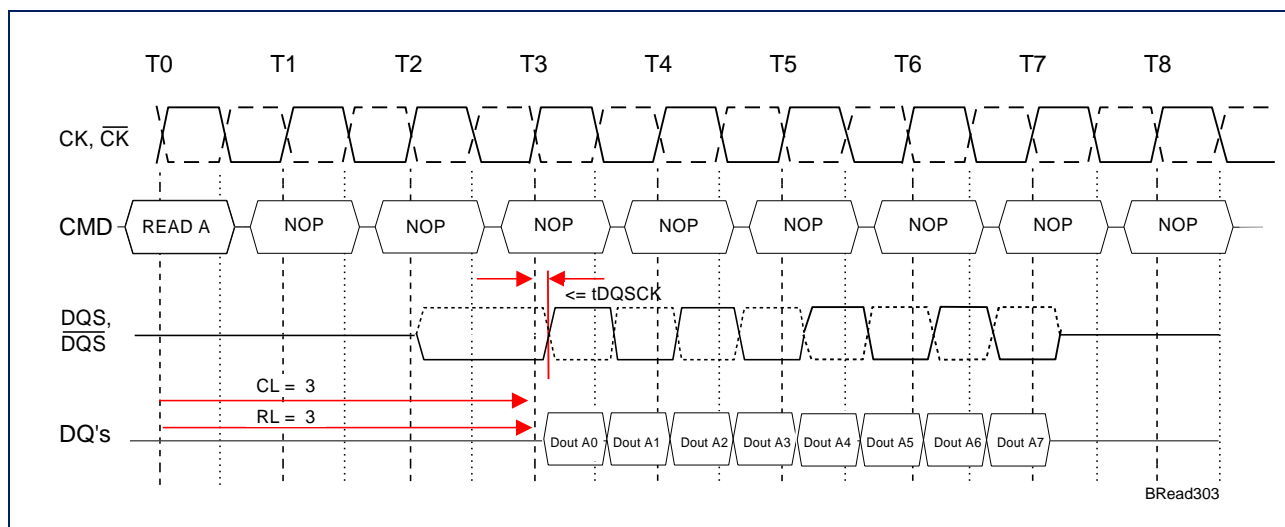 T0 T1 T2 T3 T4 T5 T6 T7 T8
CK, C̅K̅
CMD READ A NOP NOP NOP NOP NOP NOP NOP NOP
<= tDQSCK
DQS,
D̅Q̅S̅
CL = 3
RL = 3
DQ's Dout A0 Dout A1 Dout A2 Dout A3 Dout A4 Dout A5 Dout A6 Dout A7
BRead303